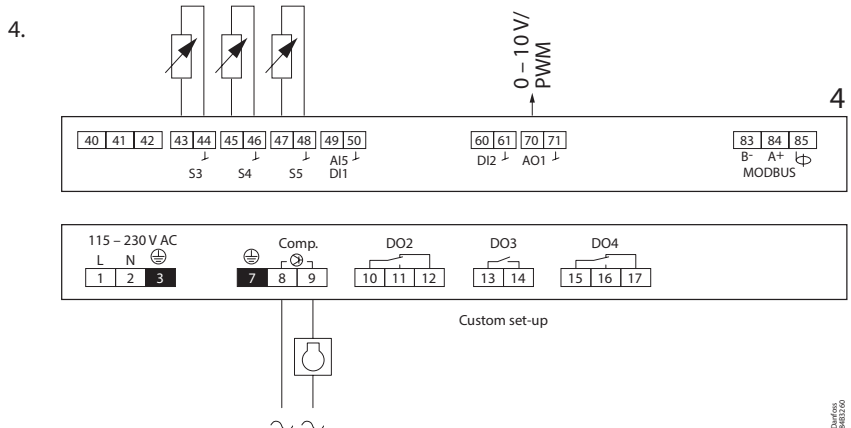 4.
0 – 10 V/
PWM
4
40 41 42 43 44 45 46 47 48 49 50 60 61 70 71 83 84 85
S3 S4 S5 AI5 DI2 AO1 B- A+
DI1 MODBUS
115 – 230 V AC Comp. DO2 DO3 DO4
L N
1 2 3 7 8 9 10 11 12 13 14 15 16 17
Custom set-up
Danfoss
84B3260